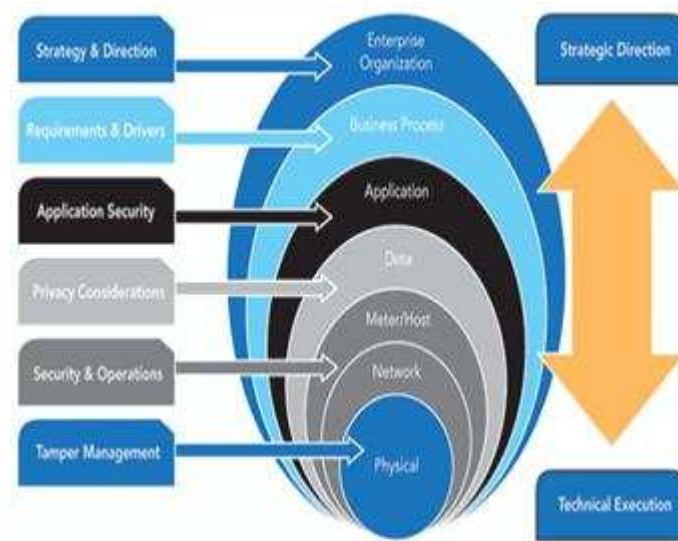 Strategy & Direction
Requirements & Drivers
Application Security
Privacy Considerations
Security & Operations
Tamper Management
Enterprise
Organization
Business Process
Application
Data
Meter/Host
Network
Physical
Strategic Direction
Technical Execution